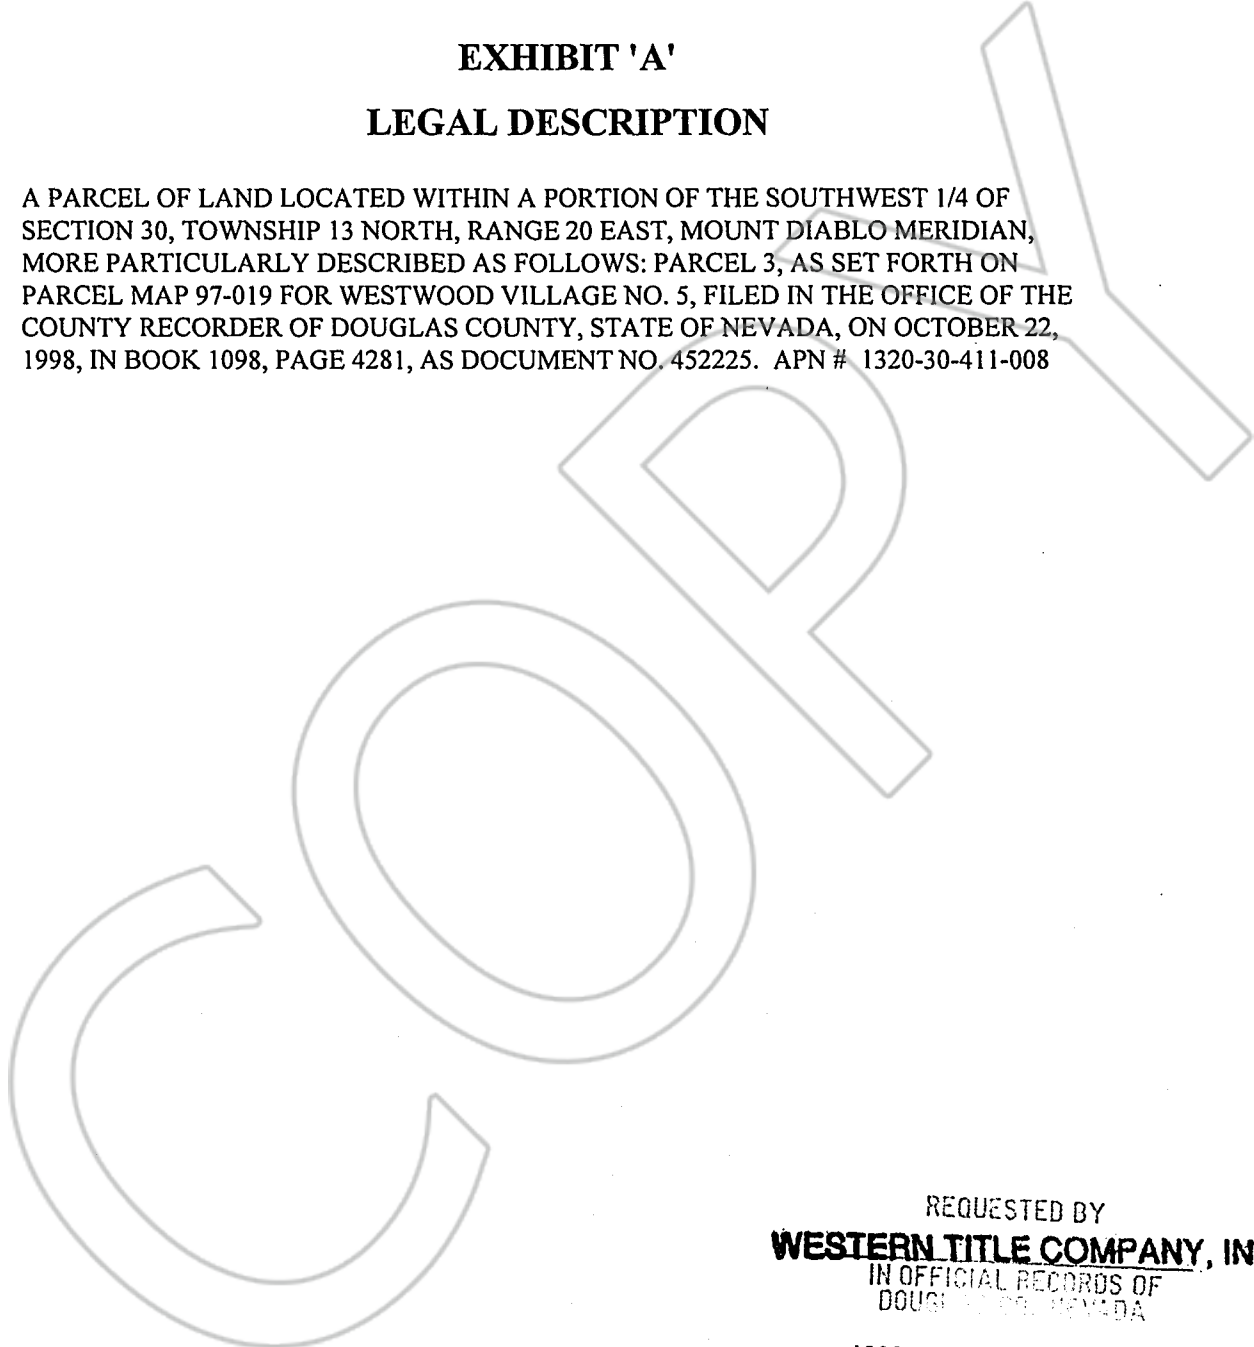 EXHIBIT 'A'
LEGAL DESCRIPTION
A PARCEL OF LAND LOCATED WITHIN A PORTION OF THE SOUTHWEST 1/4 OF
SECTION 30, TOWNSHIP 13 NORTH, RANGE 20 EAST, MOUNT DIABLO MERIDIAN,
MORE PARTICULARLY DESCRIBED AS FOLLOWS: PARCEL 3, AS SET FORTH ON
PARCEL MAP 97-019 FOR WESTWOOD VILLAGE NO. 5, FILED IN THE OFFICE OF THE
COUNTY RECORDER OF DOUGLAS COUNTY, STATE OF NEVADA, ON OCTOBER 22,
1998, IN BOOK 1098, PAGE 4281, AS DOCUMENT NO. 452225. APN # 1320-30-411-008
COPY
REQUESTED BY
WESTERN TITLE COMPANY, IN
IN OFFICIAL RECORDS OF
NEVADA